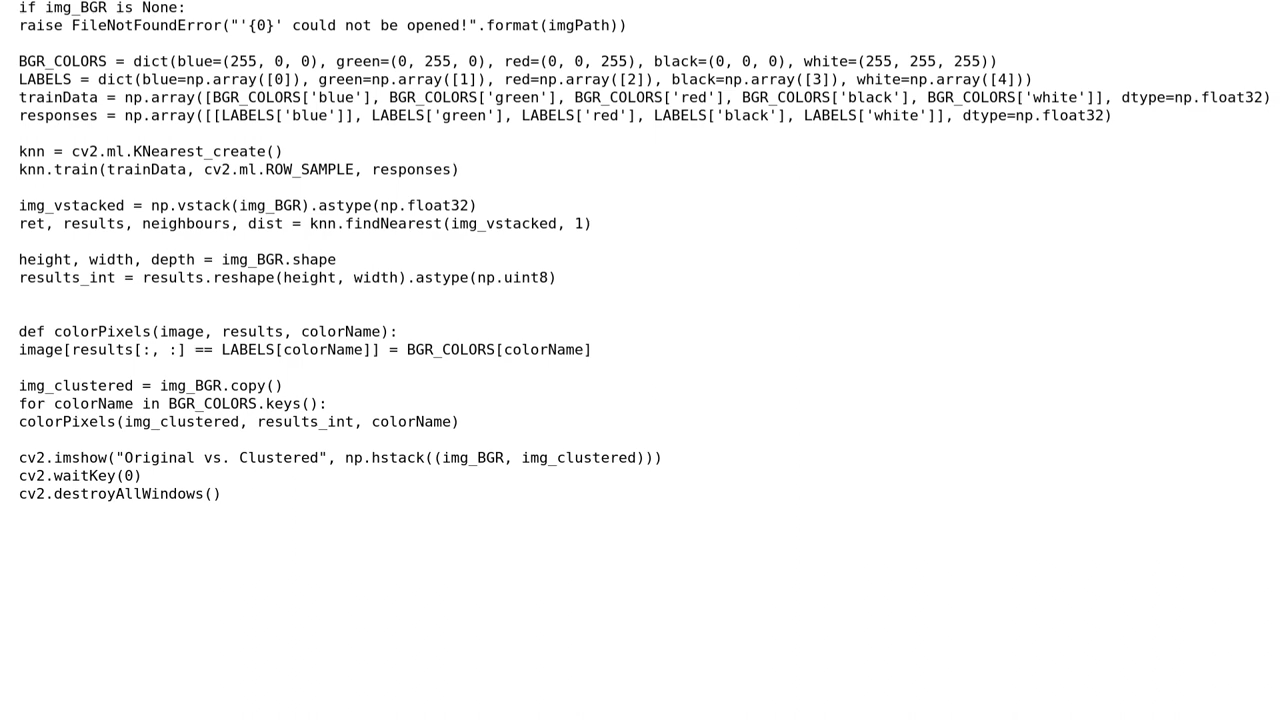 if img_BGR is None:
raise FileNotFoundError("'{0}' could not be opened!".format(imgPath))
BGR_COLORS = dict(blue=(255, 0, 0), green=(0, 255, 0), red=(0, 0, 255), black=(0, 0, 0), white=(255, 255, 255))
LABELS = dict(blue=np.array([0]), green=np.array([1]), red=np.array([2]), black=np.array([3]), white=np.array([4]))
trainData = np.array([BGR_COLORS['blue'], BGR_COLORS['green'], BGR_COLORS['red'], BGR_COLORS['black'], BGR_COLORS['white']], dtype=np.float32)
responses = np.array([[LABELS['blue']], LABELS['green'], LABELS['red'], LABELS['black'], LABELS['white']], dtype=np.float32)
knn = cv2.ml.KNearest_create()
knn.train(trainData, cv2.ml.ROW_SAMPLE, responses)
img_vstacked = np.vstack(img_BGR).astype(np.float32)
ret, results, neighbours, dist = knn.findNearest(img_vstacked, 1)
height, width, depth = img_BGR.shape
results_int = results.reshape(height, width).astype(np.uint8)
def colorPixels(image, results, colorName):
image[results[:, :] == LABELS[colorName]] = BGR_COLORS[colorName]
img_clustered = img_BGR.copy()
for colorName in BGR_COLORS.keys():
colorPixels(img_clustered, results_int, colorName)
cv2.imshow("Original vs. Clustered", np.hstack((img_BGR, img_clustered)))
cv2.waitKey(0)
cv2.destroyAllWindows()